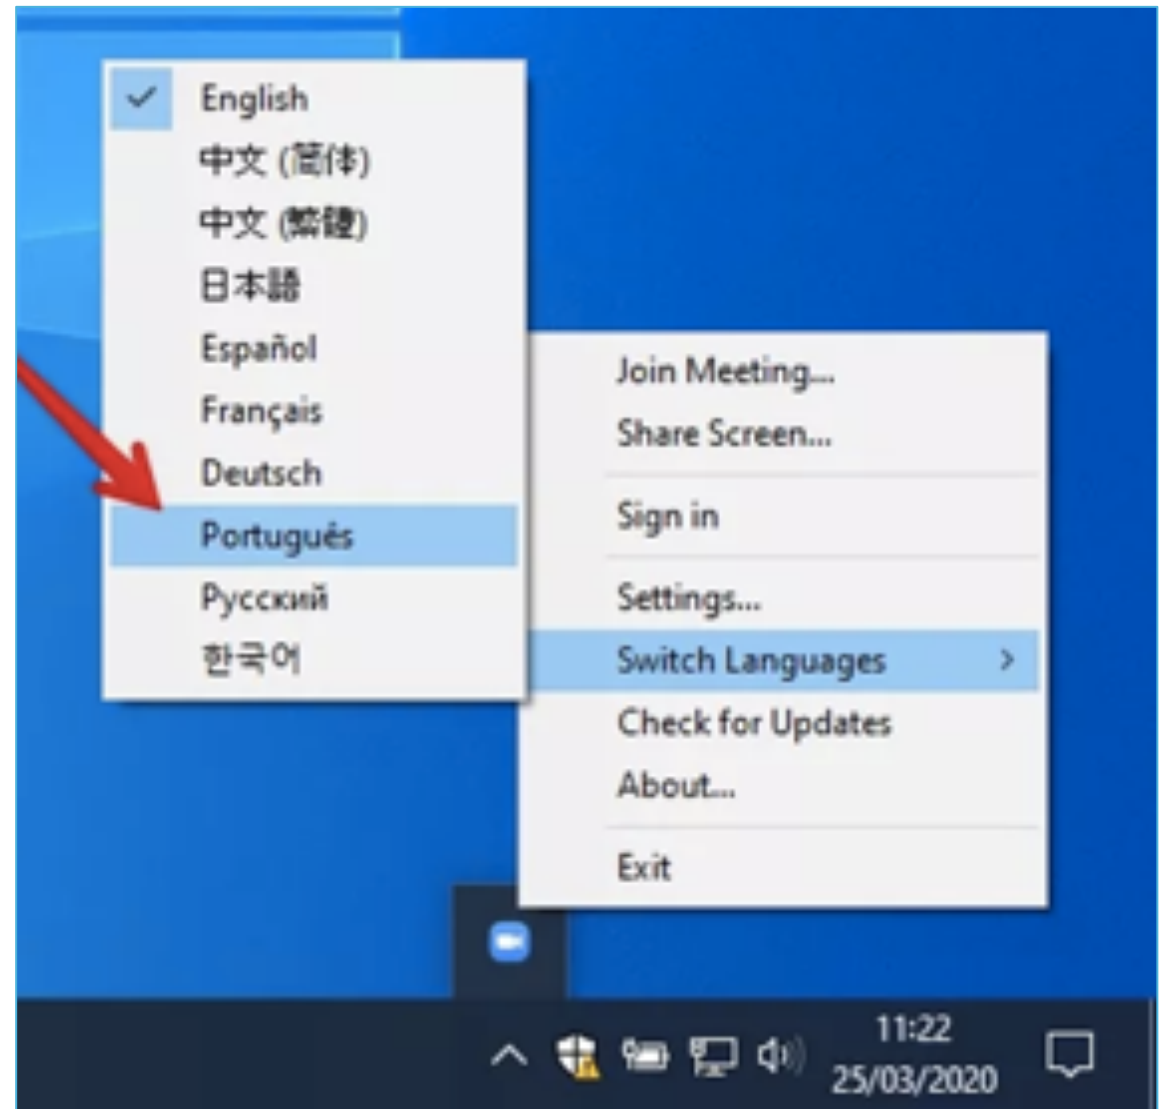 English
中文 (简体)
中文 (繁體)
日本語
Español
Français
Deutsch
Português
Русский
한국어
Join Meeting...
Share Screen...
Sign in
Settings...
Switch Languages
Check for Updates
About...
Exit
11:22
25/03/2020